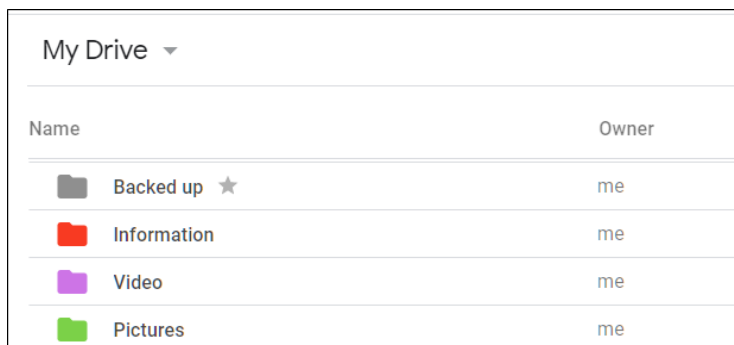 My Drive
Name Owner
Backed up me
Information me
Video me
Pictures me